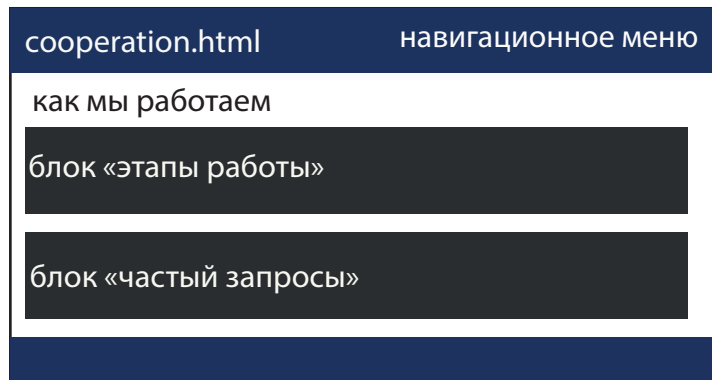 cooperation.html
навигационное меню
как мы работаем
блок «этапы работы»
блок «частый запросы»